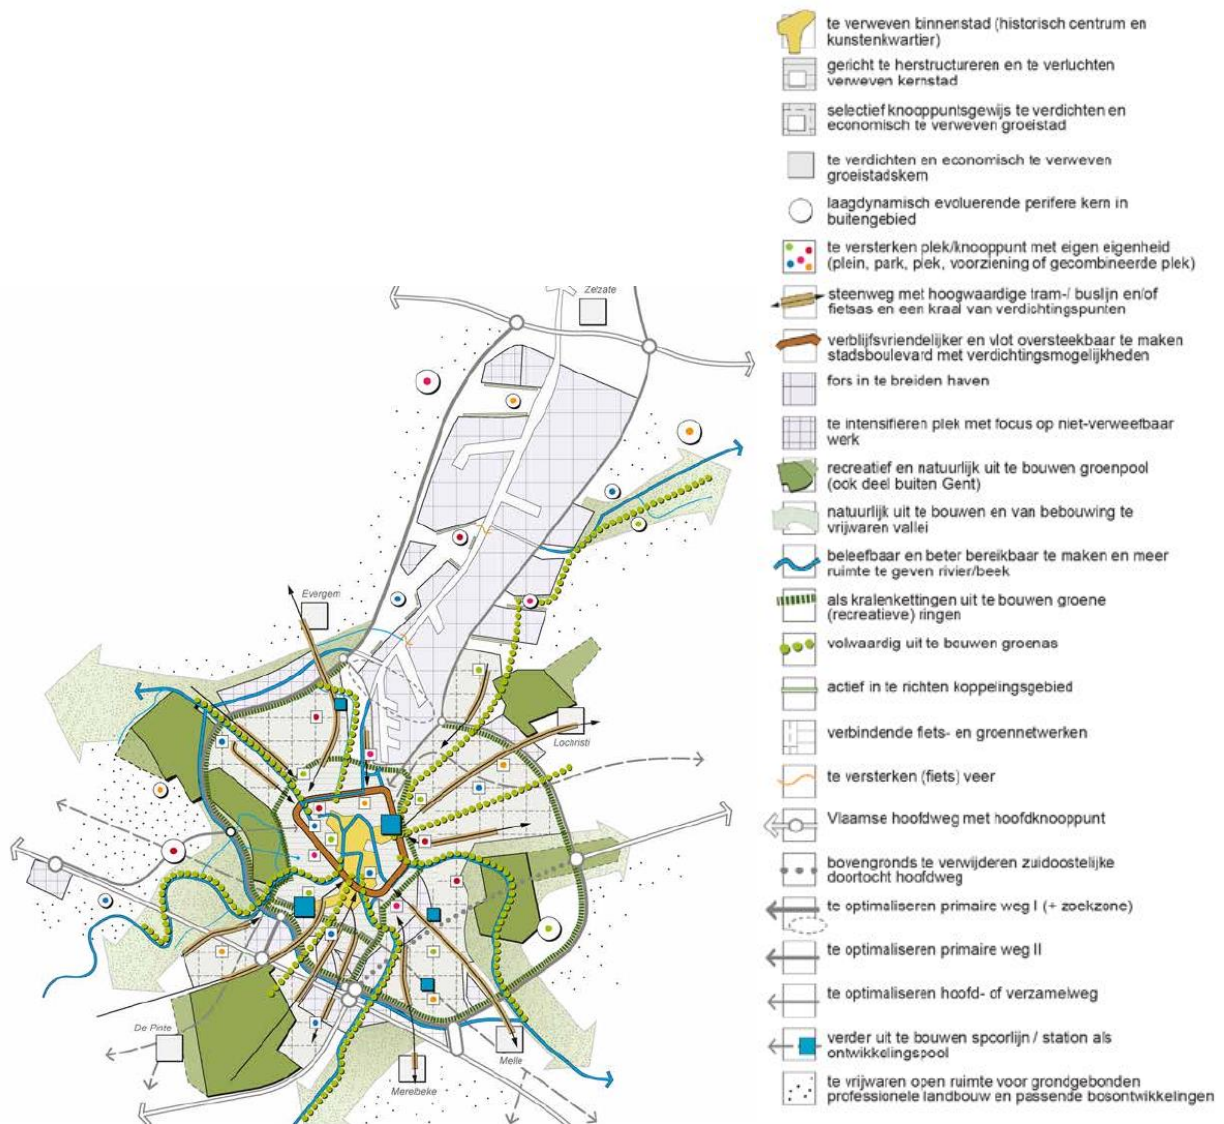 te verweven binnenstad (historisch centrum en
kunstenkwartier)
gericht te herstructureren en te verluchten
verweven kernstad
selectief knooppuntsgewijs te verdichten en
economisch te verweven groeistad
te verdichten en economisch te verweven
groeistadskern
laagdynamisch evoluerende perifere kern in
buitengebied
te versterken plek/knooppunt met eigen eigenheid
(plein, park, plek, voorziening of gecombineerde plek)
steenweg met hoogwaardige tram-/ buslijn en/of
fietsas en een kraal van verdichtingspunten
verblijfsvriendelijker en vlot oversteekbaar te maken
stadsboulevard met verdichtingsmogelijkheden
fors in te breiden haven
te intensifiëren plek met focus op niet-verweefbaar
werk
recreatief en natuurlijk uit te bouwen groenpool
(ook deel buiten Gent)
natuurlijk uit te bouwen en van bebouwing te
vrijwaren vallei
beleefbaar en beter bereikbaar te maken en meer
ruimte te geven rivier/beek
als kralenkettingen uit te bouwen groene
(recreatieve) ringen
volwaardig uit te bouwen groenas
actief in te richten koppelingsgebied
verbindende fiets- en groennetwerken
te versterken (fiets) veer
Vlaamse hoofdweg met hoofdknooppunt
bovengronds te verwijderen zuidoostelijke
doortocht hoofdweg
te optimaliseren primaire weg I (+ zoekzone)
te optimaliseren primaire weg II
te optimaliseren hoofd- of verzamelweg
verder uit te bouwen spoorlijn / station als
ontwikkelingspool
te vrijwaren open ruimte voor grondgebonden
professionele landbouw en passende bosontwikkelingen
Zelzate
Evergem
Lochristi
De Pinte
Melle
Merelbeke